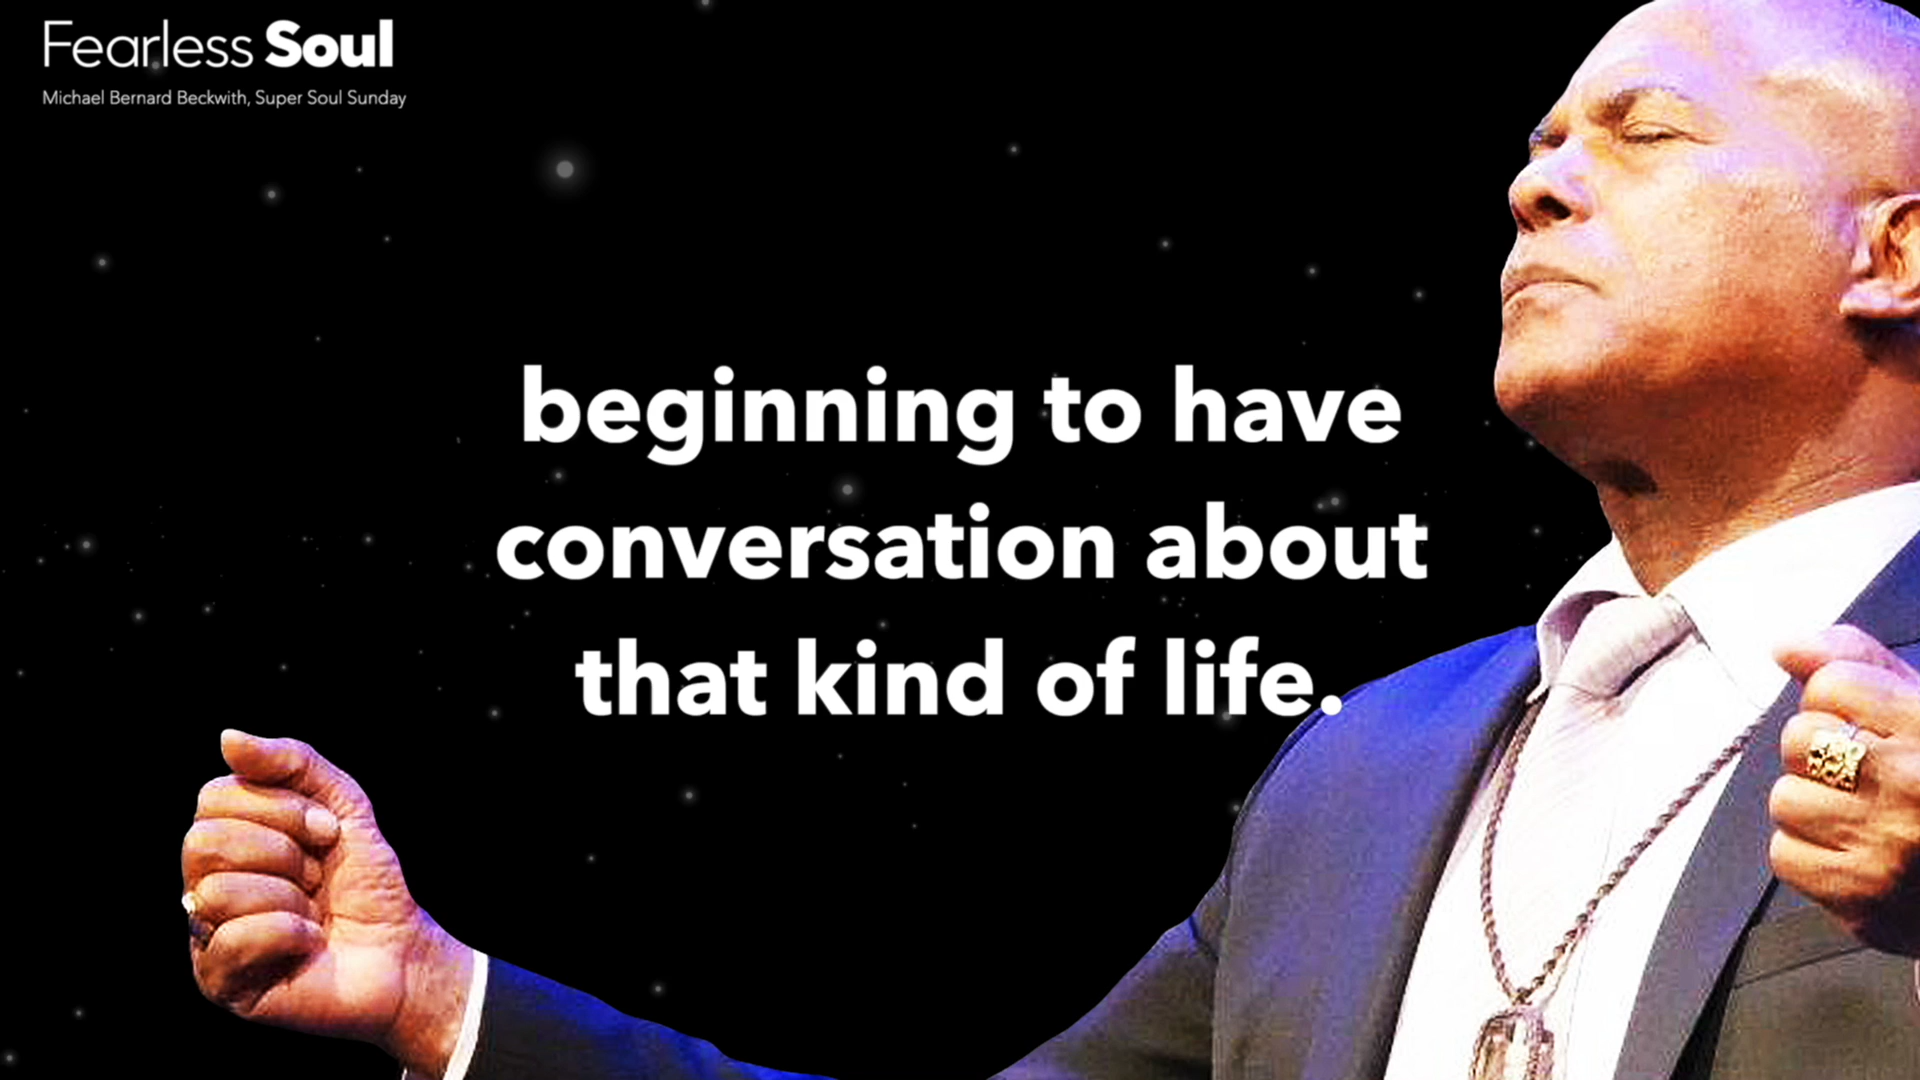 Fearless Soul
Michael Bernard Beckwith, Super Soul Sunday
beginning to have
conversation about
that kind of life.